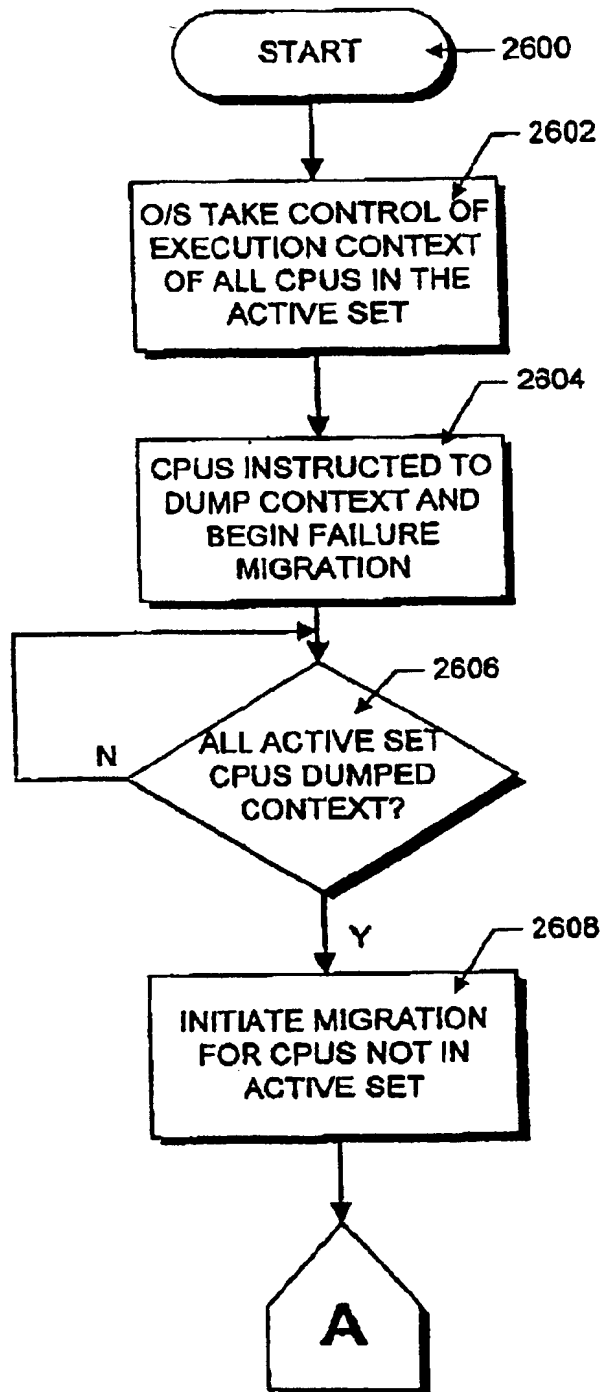 START
2600
2602
O/S TAKE CONTROL OF
EXECUTION CONTEXT
OF ALL CPUS IN THE
ACTIVE SET
2604
CPUS INSTRUCTED TO
DUMP CONTEXT AND
BEGIN FAILURE
MIGRATION
2606
N
ALL ACTIVE SET
CPUS DUMPED
CONTEXT?
Y
2608
INITIATE MIGRATION
FOR CPUS NOT IN
ACTIVE SET
A